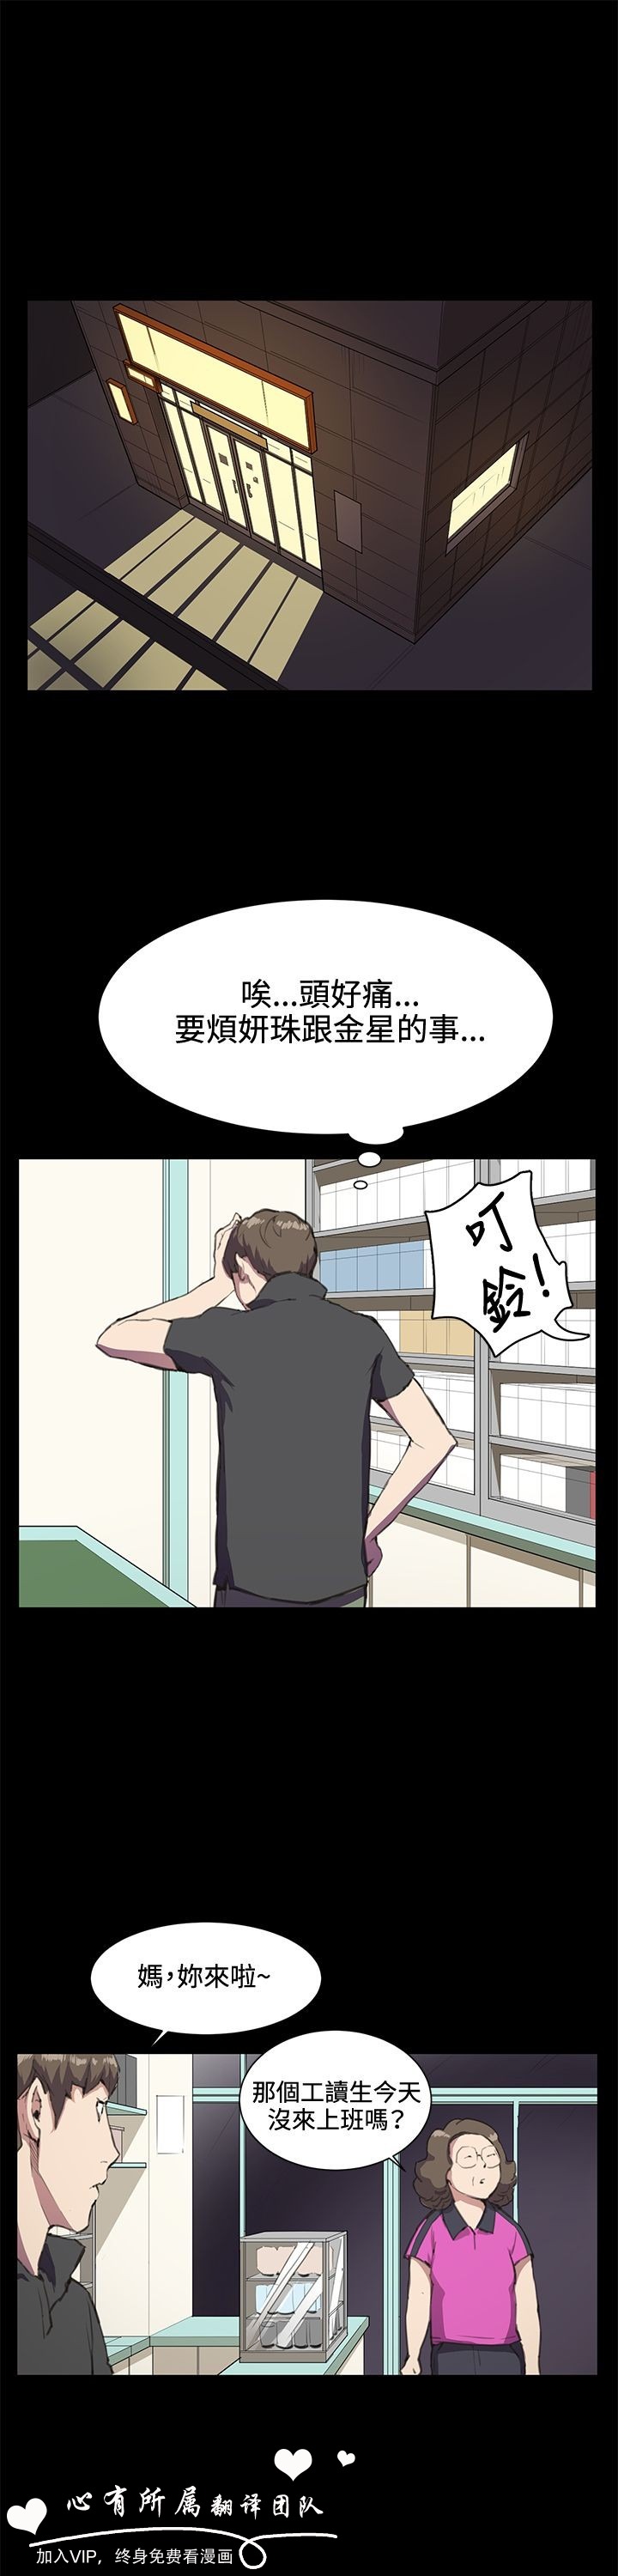 唉...頭好痛...
要煩妍珠跟金星的事...
叮
鈴!
媽,妳來啦~
那個工讀生今天
沒來上班嗎?
心有所属翻译团队
加入VIP,终身免费看漫画